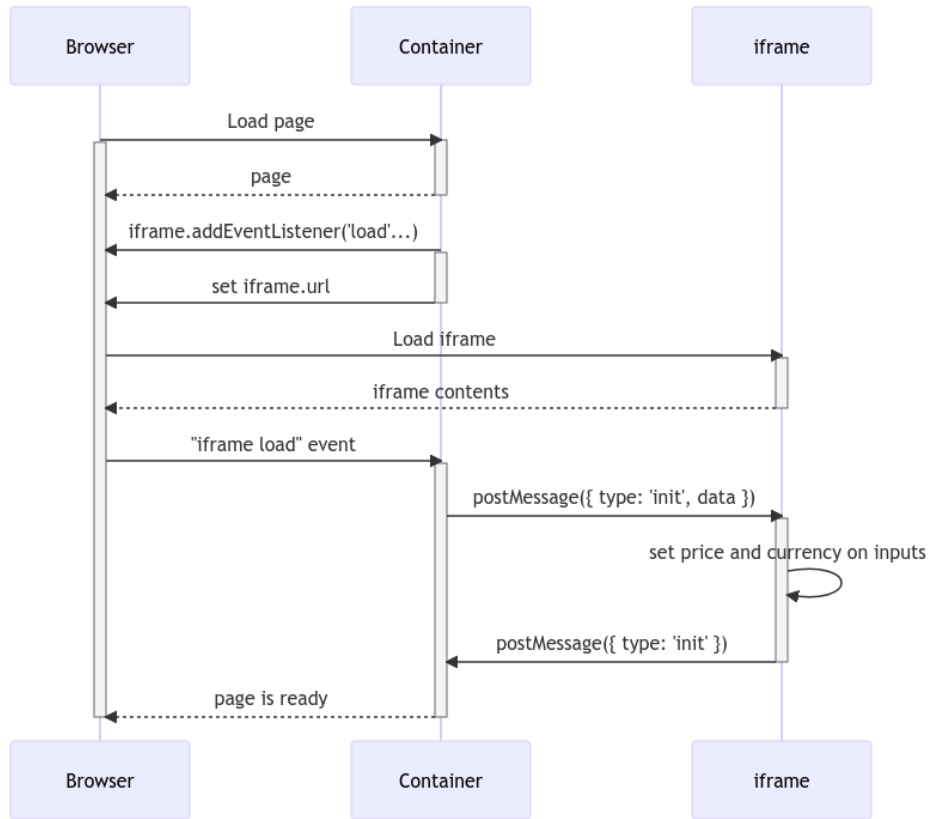 Browser
Container
iframe
Load page
page
iframe.addEventListener('load'...)
set iframe.url
Load iframe
iframe contents
"iframe load" event
postMessage({ type: 'init', data })
set price and currency on inputs
postMessage({ type: 'init' })
page is ready
Browser
Container
iframe